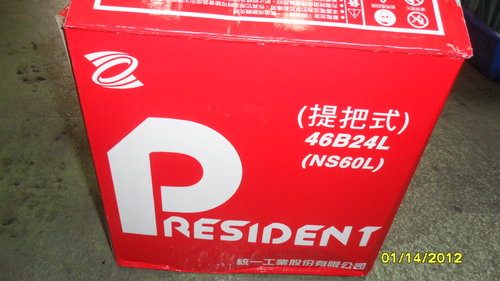 (提把式)
46B24L
(NS60L)
PRESIDENT
統一工業股份有限公司
01/14/2012